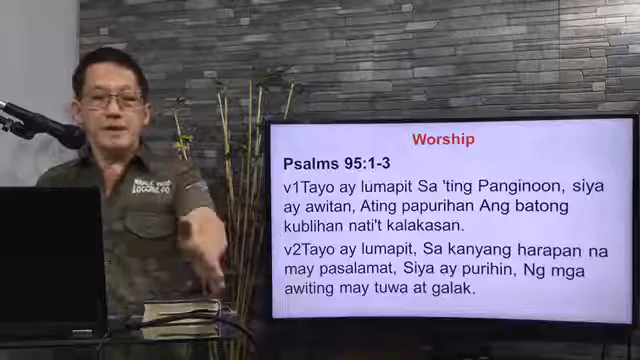 Worship
Psalms 95:1-3
v1Tayo ay lumapit Sa 'ting Panginoon, siya
ay awitan, Ating papurihan Ang batong
kublihan nati't kalakasan.
v2Tayo ay lumapit, Sa kanyang harapan na
may pasalamat, Siya ay purihin, Ng mga
awiting may tuwa at galak.